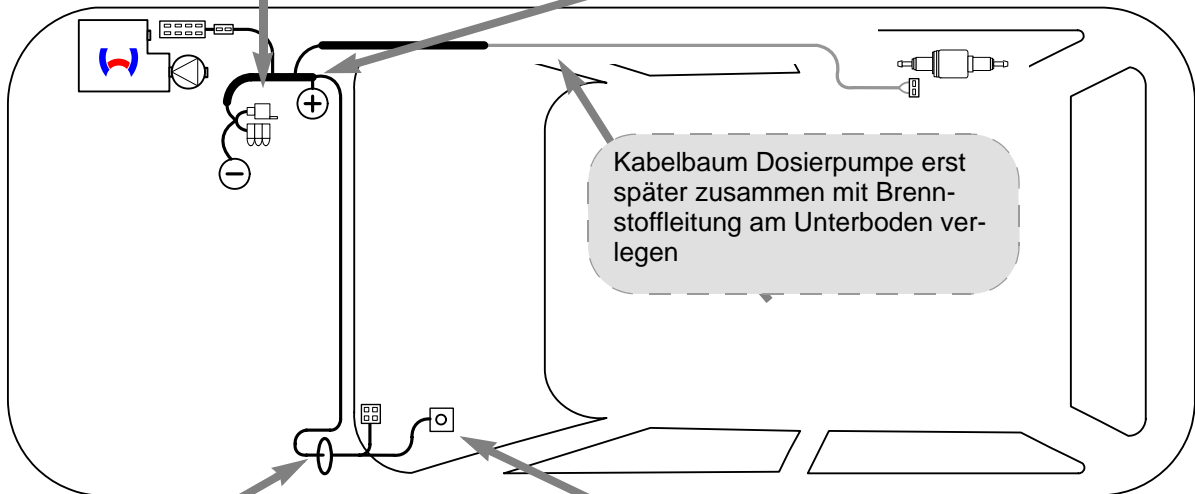 Kabelbaum Dosierpumpe erst
später zusammen mit Brenn-
stoffleitung am Unterboden ver-
legen